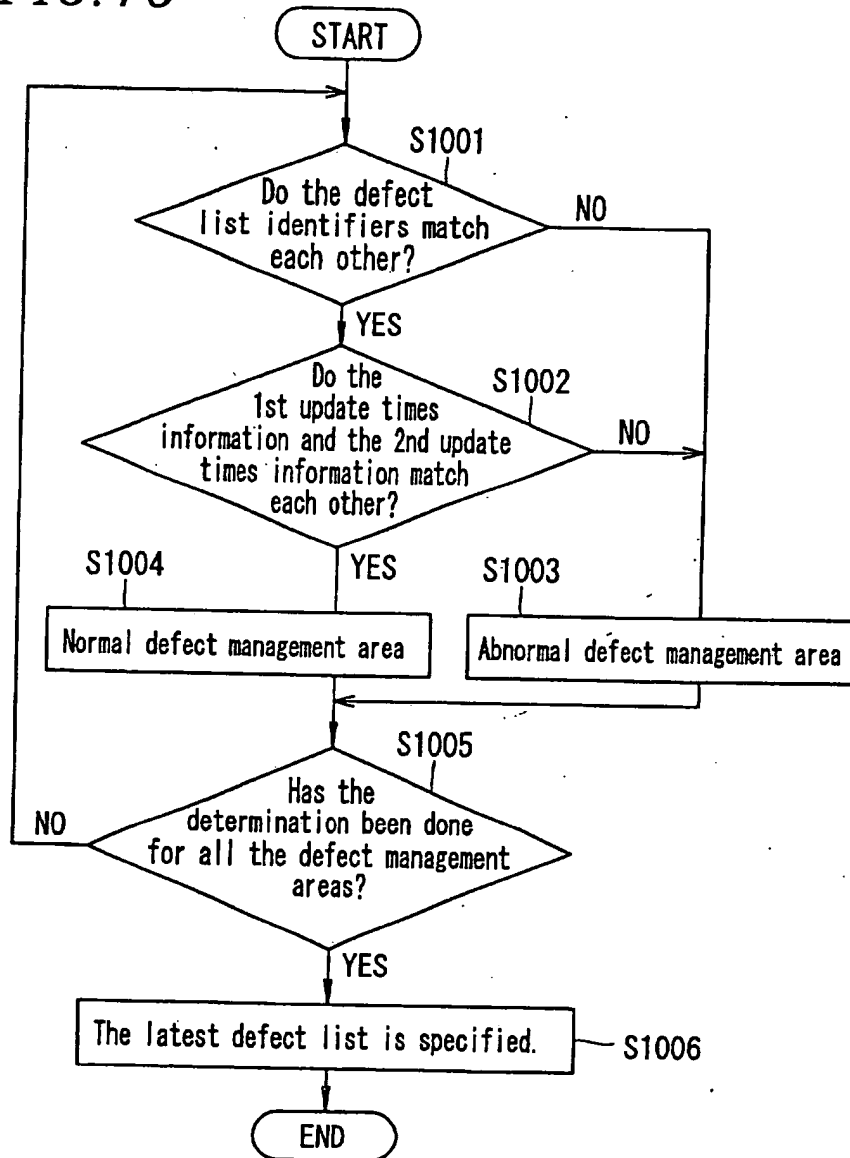 START
S1001
Do the defect
list identifiers match
each other?
NO
YES
S1002
Do the
1st update times
information and the 2nd update
times information match
each other?
NO
YES
S1004
Normal defect management area
S1003
Abnormal defect management area
S1005
Has the
determination been done
for all the defect management
areas?
NO
YES
The latest defect list is specified.
S1006
END